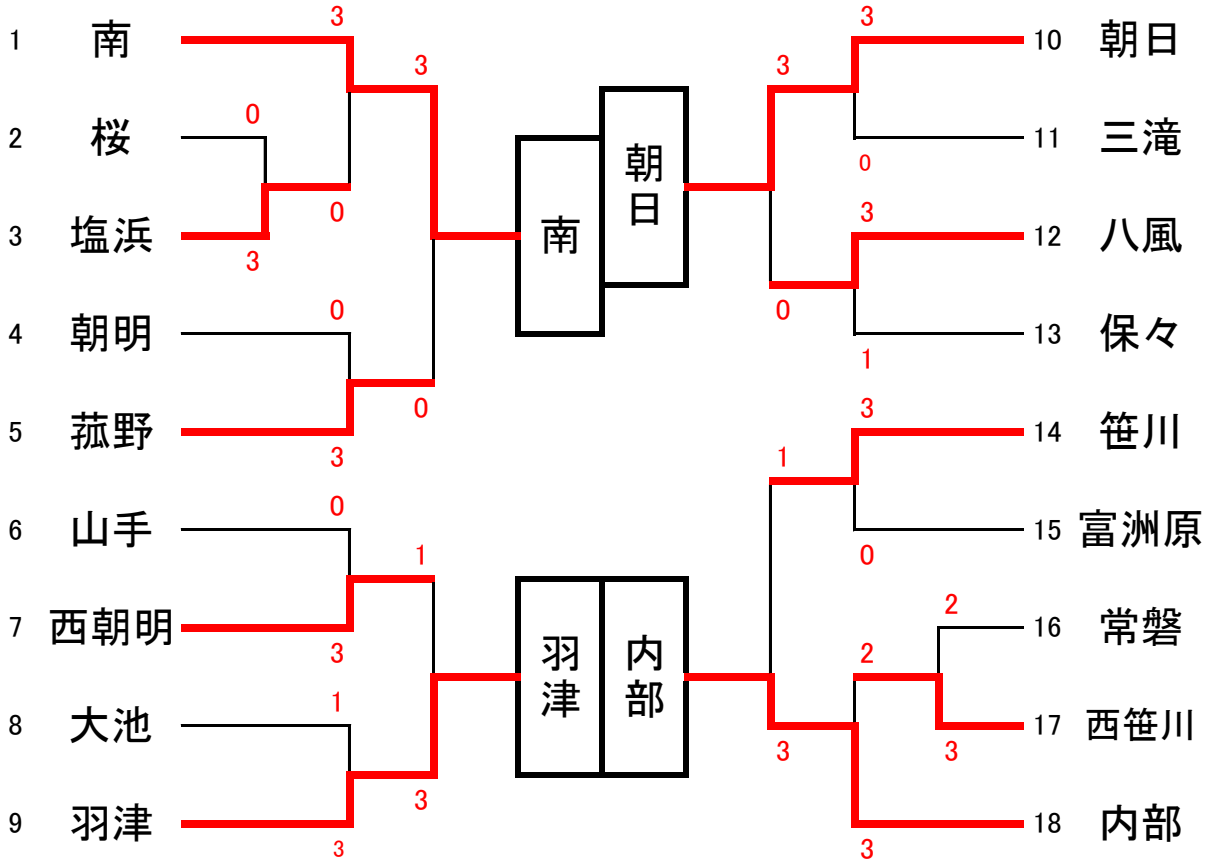 3
1 南
3
0
2 桜
0
3 塩浜
3
0
4 朝明
0
5 菰野
3
0
6 山手
1
7 西朝明
3
1
8 大池
3
9 羽津
3
南
朝日
羽津
内部
3
10 朝日
3
11 三滝
0
3
12 八風
0
13 保々
1
3
14 笹川
1
15 富洲原
0
2
16 常磐
2
17 西笹川
3
3
18 内部
3